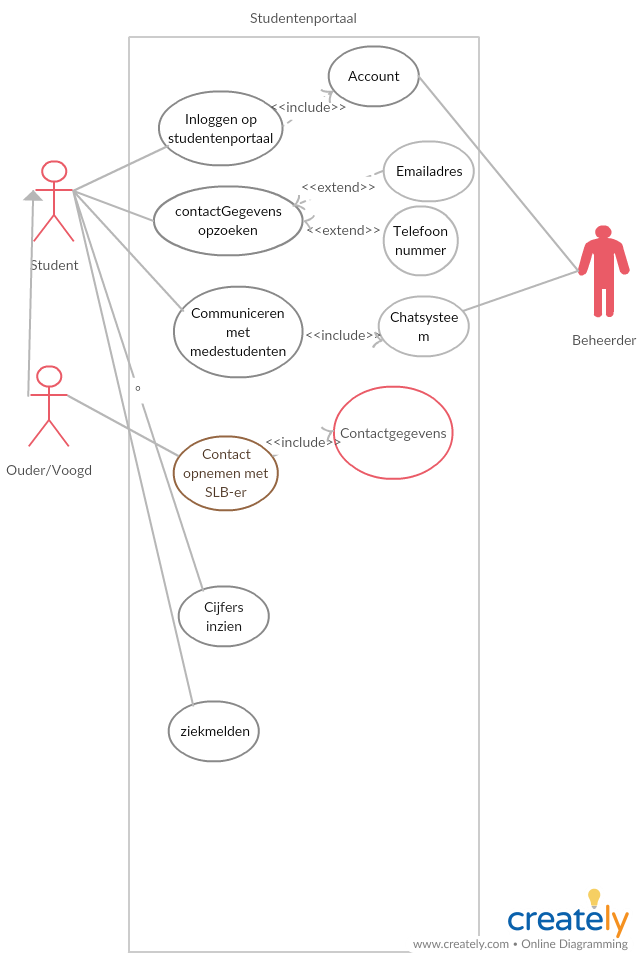 Studentenportaal
Account
<<include>>
Inloggen op
studentenportaal
Emailadres
<<extend>>
contactGegevens
opzoeken
<<extend>>
Telefoon
nummer
Student
Communiceren
met
medestudenten
<<include>>
Chatsystee
m
Beheerder
Ouder/Voogd
<<include>>
Contactgegevens
Contact
opnemen met
SLB-er
Cijfers
inzien
ziekmelden
creately
www.creately.com • Online Diagramming